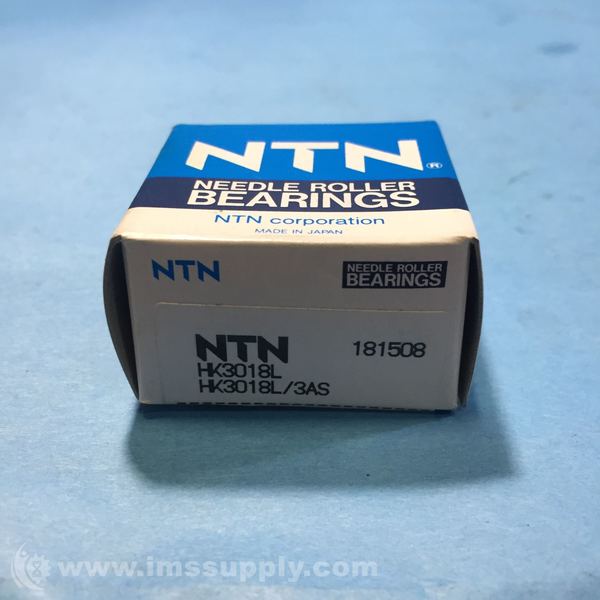 NTN®
NEEDLE ROLLER
BEARINGS
NTN corporation
MADE IN JAPAN
NTN
NEEDLE ROLLER
BEARINGS
NTN
181508
HK3018L
HK3018L/3AS
www.imssupply.com